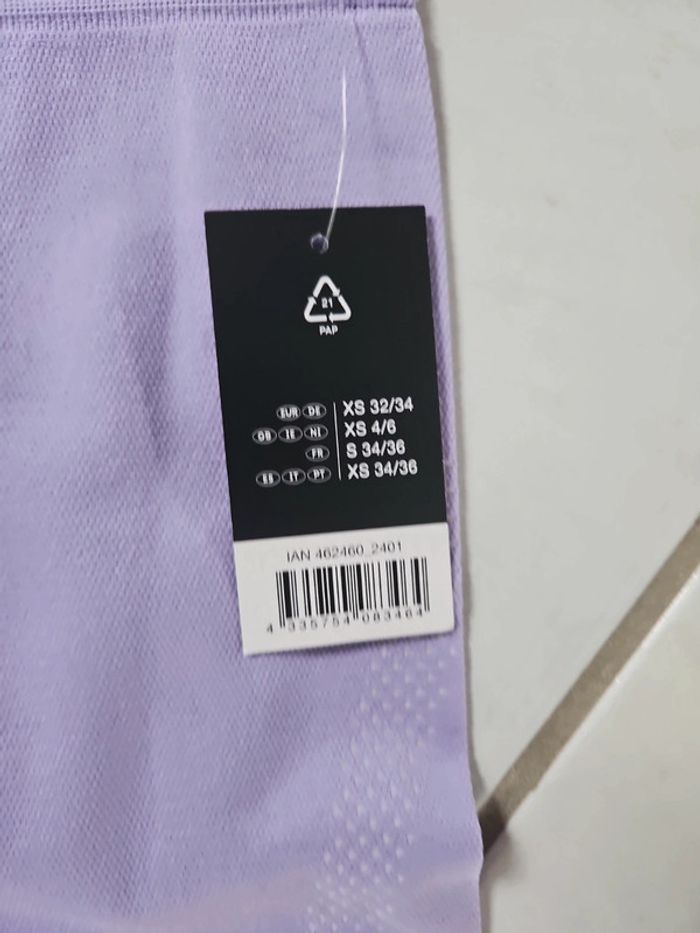 21
PAP
EUR DE XS 32/34
GB IE NI XS 4/6
FR S 34/36
ES IT PT XS 34/36
IAN 462460_2401
4 335754 083464